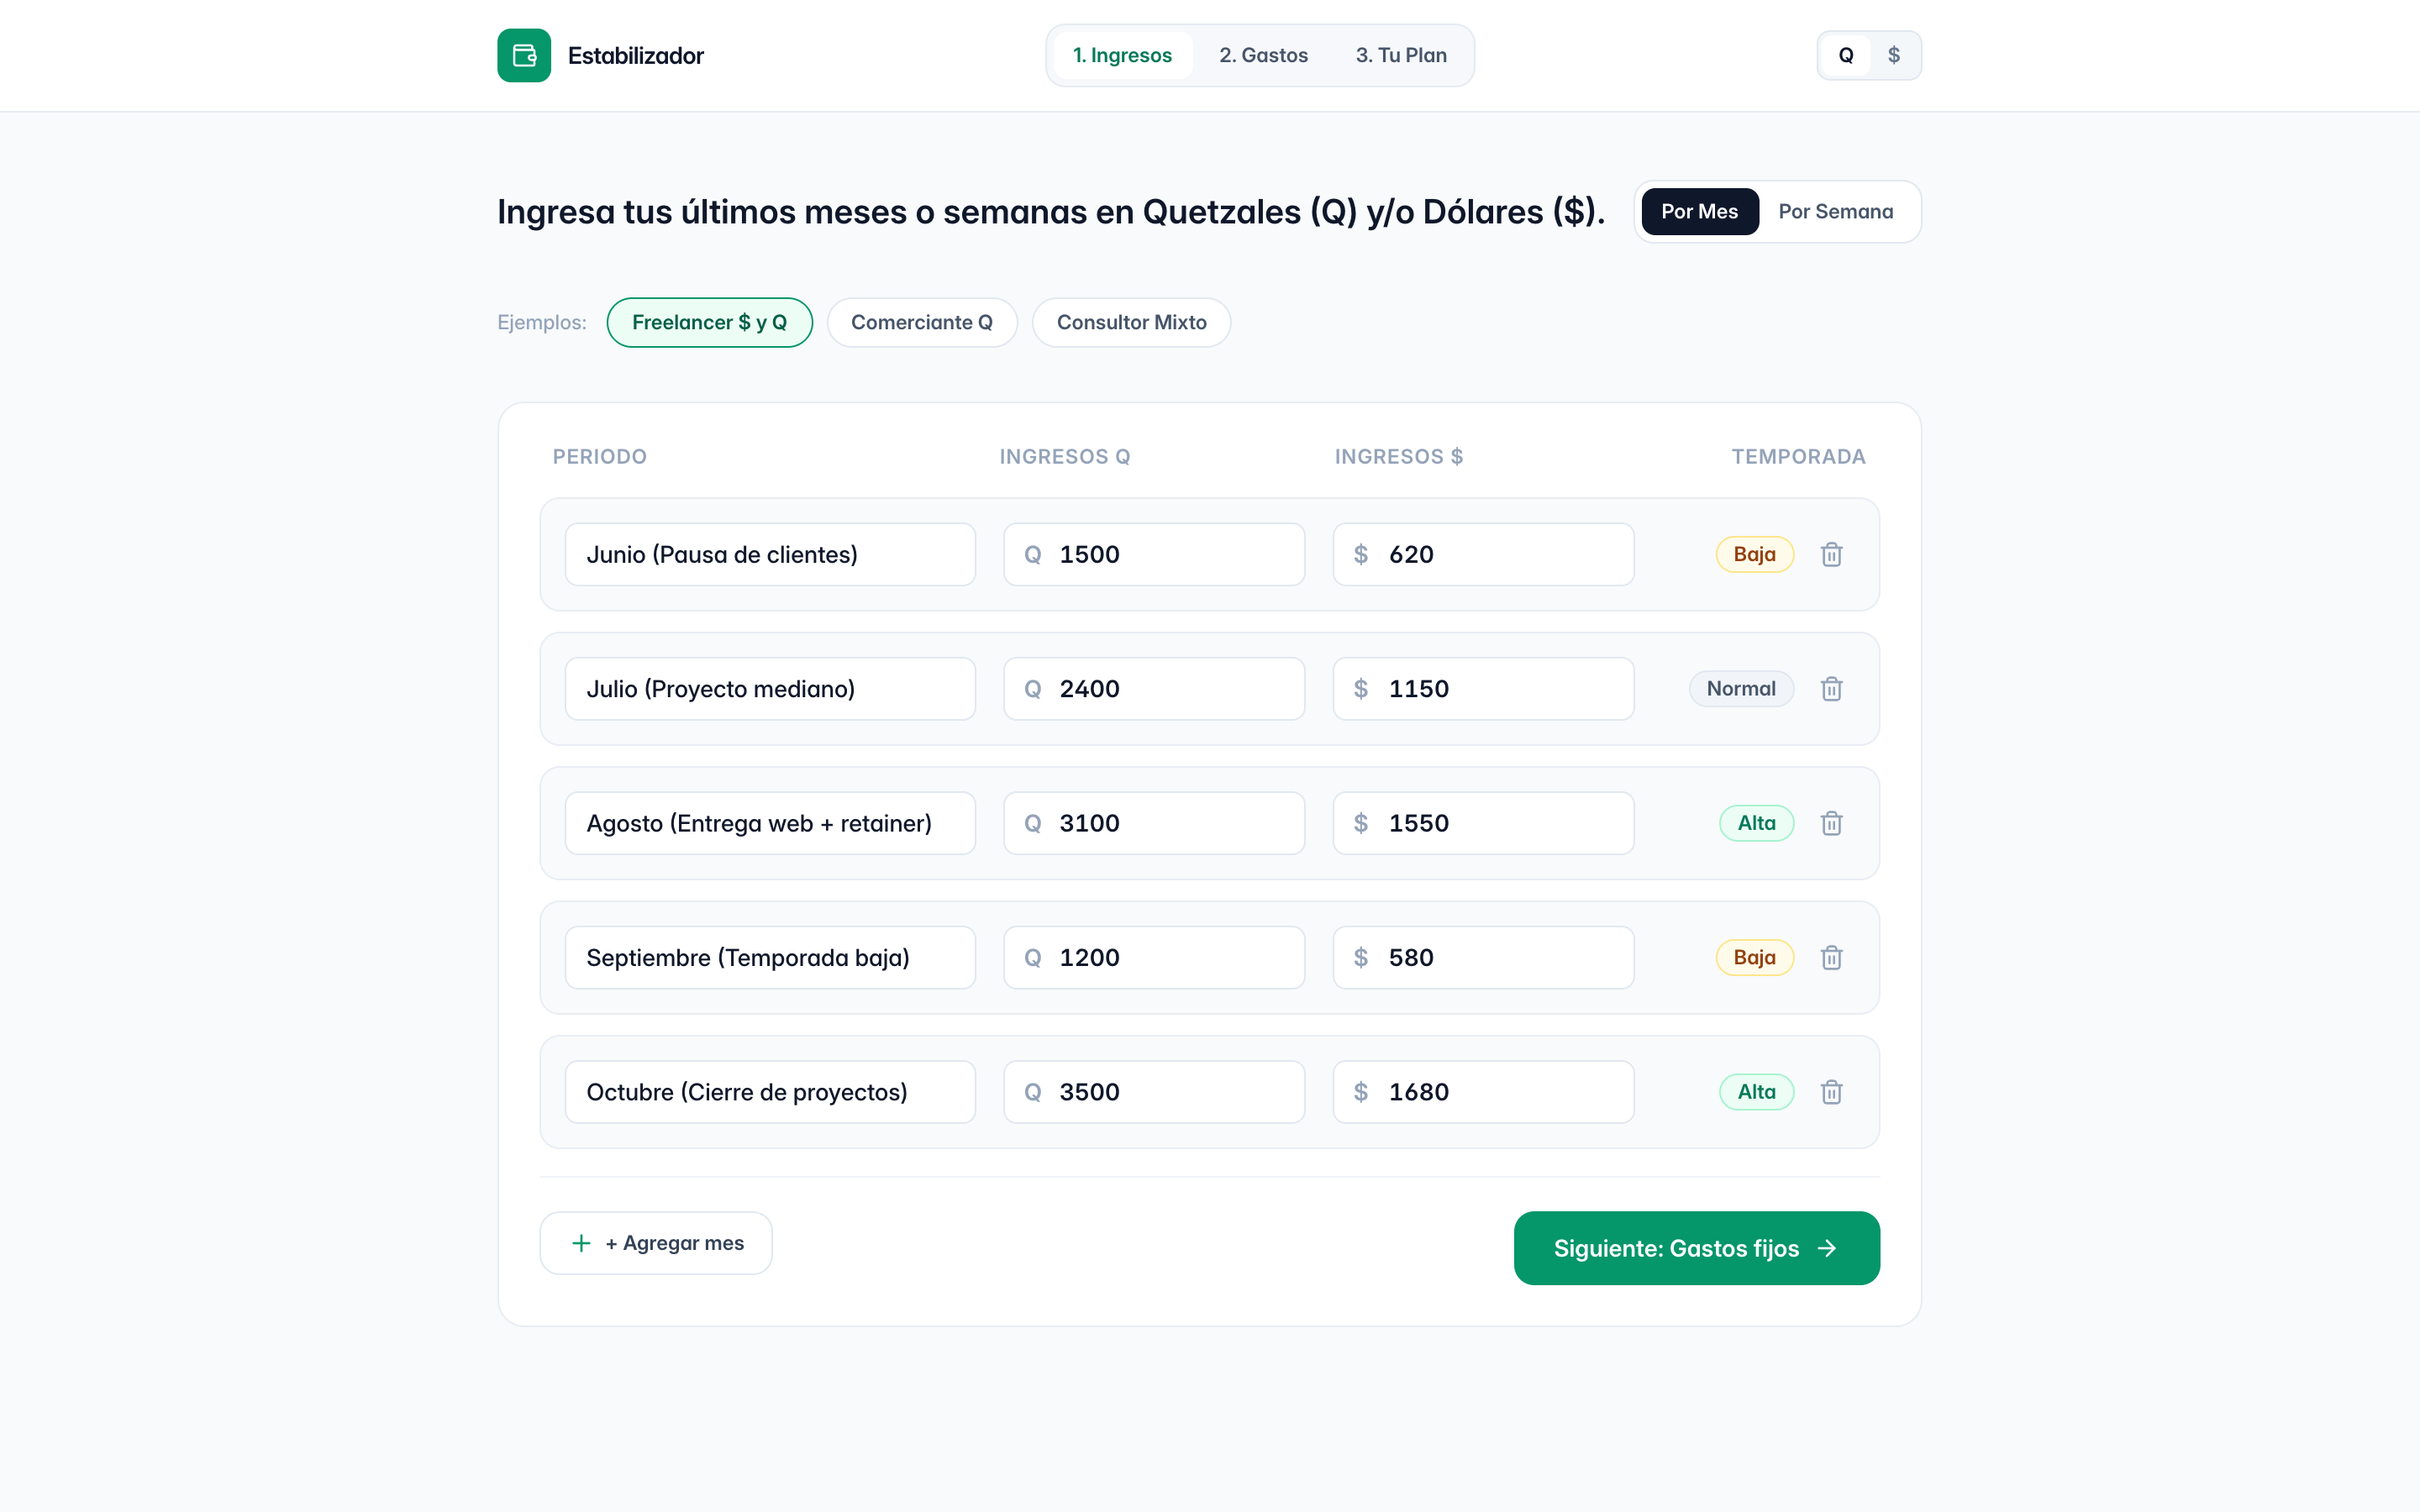 Estabilizador
1. Ingresos 2. Gastos 3. Tu Plan
Q $
Ingresa tus últimos meses o semanas en Quetzales (Q) y/o Dólares ($).
Por Mes Por Semana
Ejemplos: Freelancer $ y Q Comerciante Q Consultor Mixto
PERIODO INGRESOS Q INGRESOS $ TEMPORADA
Junio (Pausa de clientes) Q 1500 $ 620 Baja
Julio (Proyecto mediano) Q 2400 $ 1150 Normal
Agosto (Entrega web + retainer) Q 3100 $ 1550 Alta
Septiembre (Temporada baja) Q 1200 $ 580 Baja
Octubre (Cierre de proyectos) Q 3500 $ 1680 Alta
+ Agregar mes Siguiente: Gastos fijos →